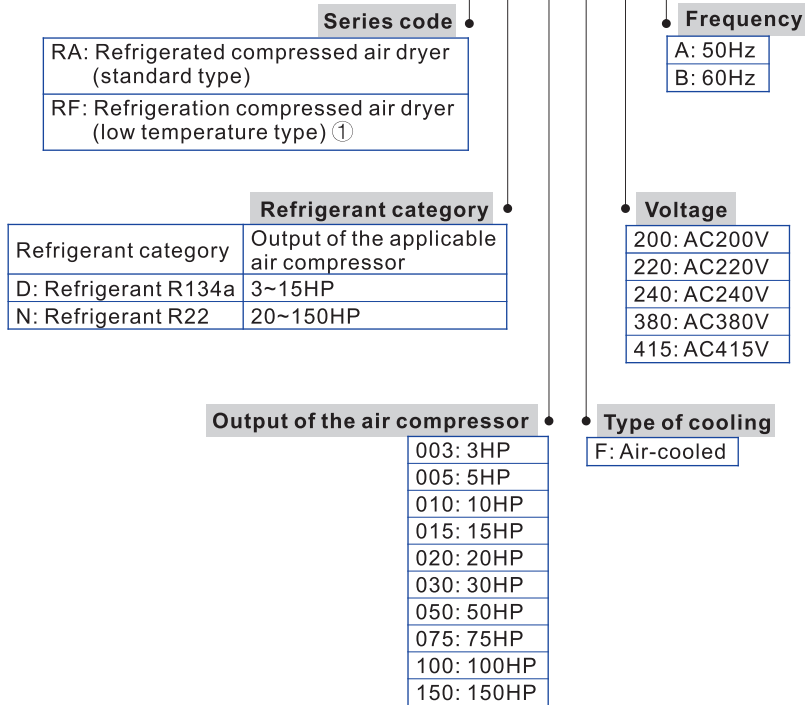 Series code
RA: Refrigerated compressed air dryer
(standard type)
RF: Refrigeration compressed air dryer
(low temperature type) ①
Frequency
A: 50Hz
B: 60Hz
Refrigerant category
Refrigerant category
Output of the applicable
air compressor
D: Refrigerant R134a 3~15HP
N: Refrigerant R22 20~150HP
Voltage
200: AC200V
220: AC220V
240: AC240V
380: AC380V
415: AC415V
Output of the air compressor
003: 3HP
005: 5HP
010: 10HP
015: 15HP
020: 20HP
030: 30HP
050: 50HP
075: 75HP
100: 100HP
150: 150HP
Type of cooling
F: Air-cooled